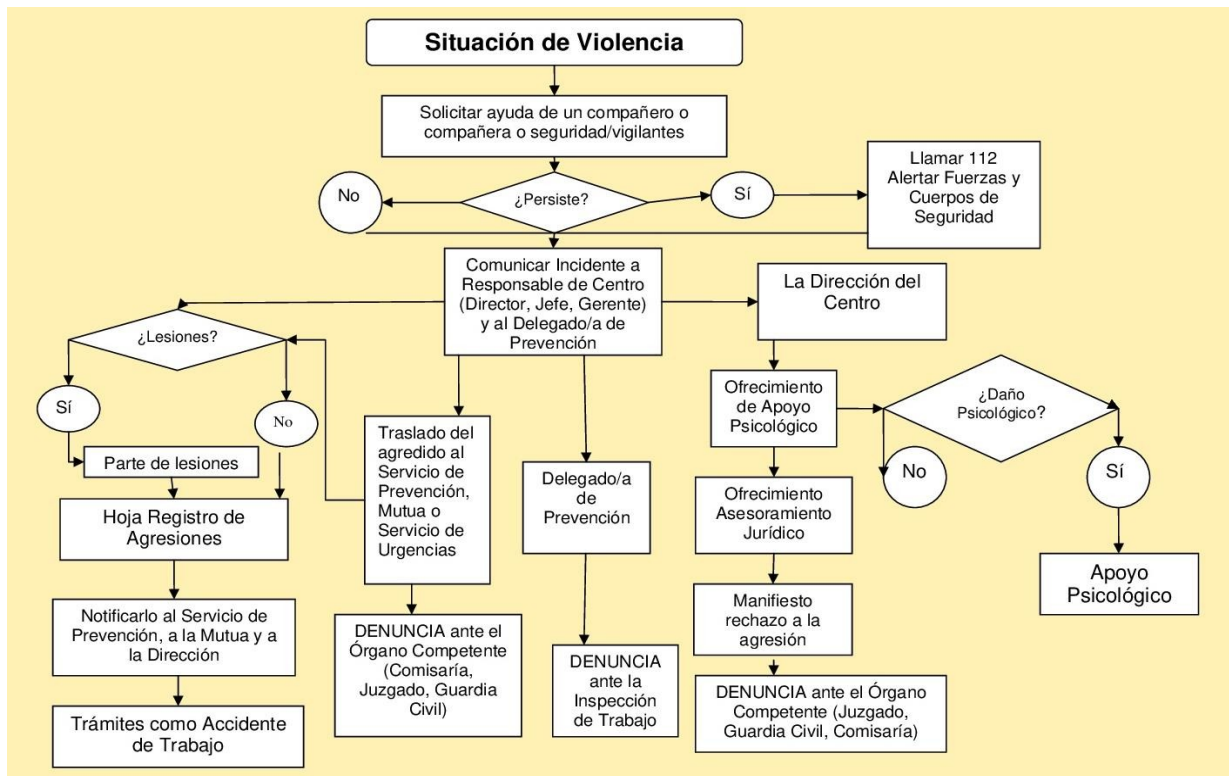 Situación de Violencia
Solicitar ayuda de un compañero o
compañera o seguridad/vigilantes
No
¿Persiste?
Sí
Llamar 112
Alertar Fuerzas y
Cuerpos de
Seguridad
Comunicar Incidente a
Responsable de Centro
(Director, Jefe, Gerente)
y al Delegado/a de
Prevención
La Dirección del
Centro
¿Lesiones?
Sí
No
Parte de lesiones
Hoja Registro de
Agresiones
Notificarlo al Servicio de
Prevención, a la Mutua y a
la Dirección
Trámites como Accidente
de Trabajo
Traslado del
agredido al
Servicio de
Prevención,
Mutua o
Servicio de
Urgencias
DENUNCIA ante el
Órgano Competente
(Comisaría,
Juzgado, Guardia
Civil)
Delegado/a
de
Prevención
DENUNCIA
ante la
Inspección
de Trabajo
Ofrecimiento
de Apoyo
Psicológico
Ofrecimiento
Asesoramiento
Jurídico
Manifiesto
rechazo a la
agresión
DENUNCIA ante el Órgano
Competente (Juzgado,
Guardia Civil, Comisaría)
¿Daño
Psicológico?
No
Sí
Apoyo
Psicológico